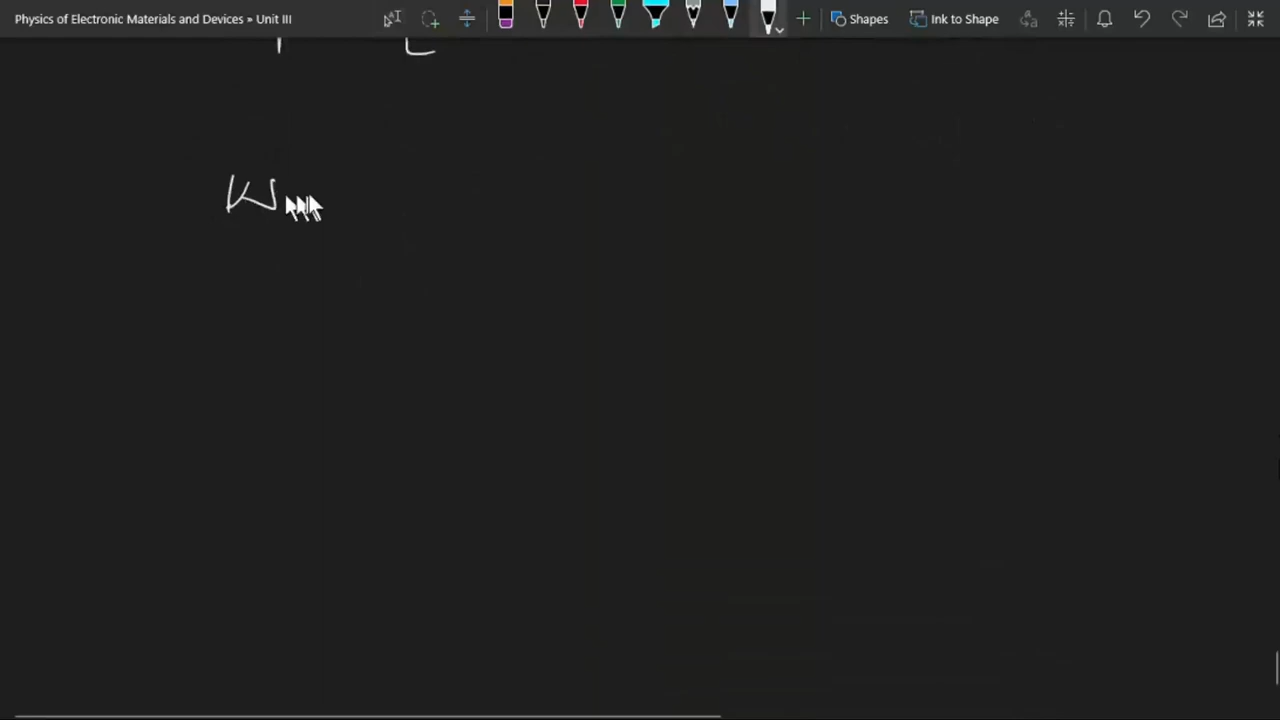 Physics of Electronic Materials and Devices » Unit III
Shapes
Ink to Shape